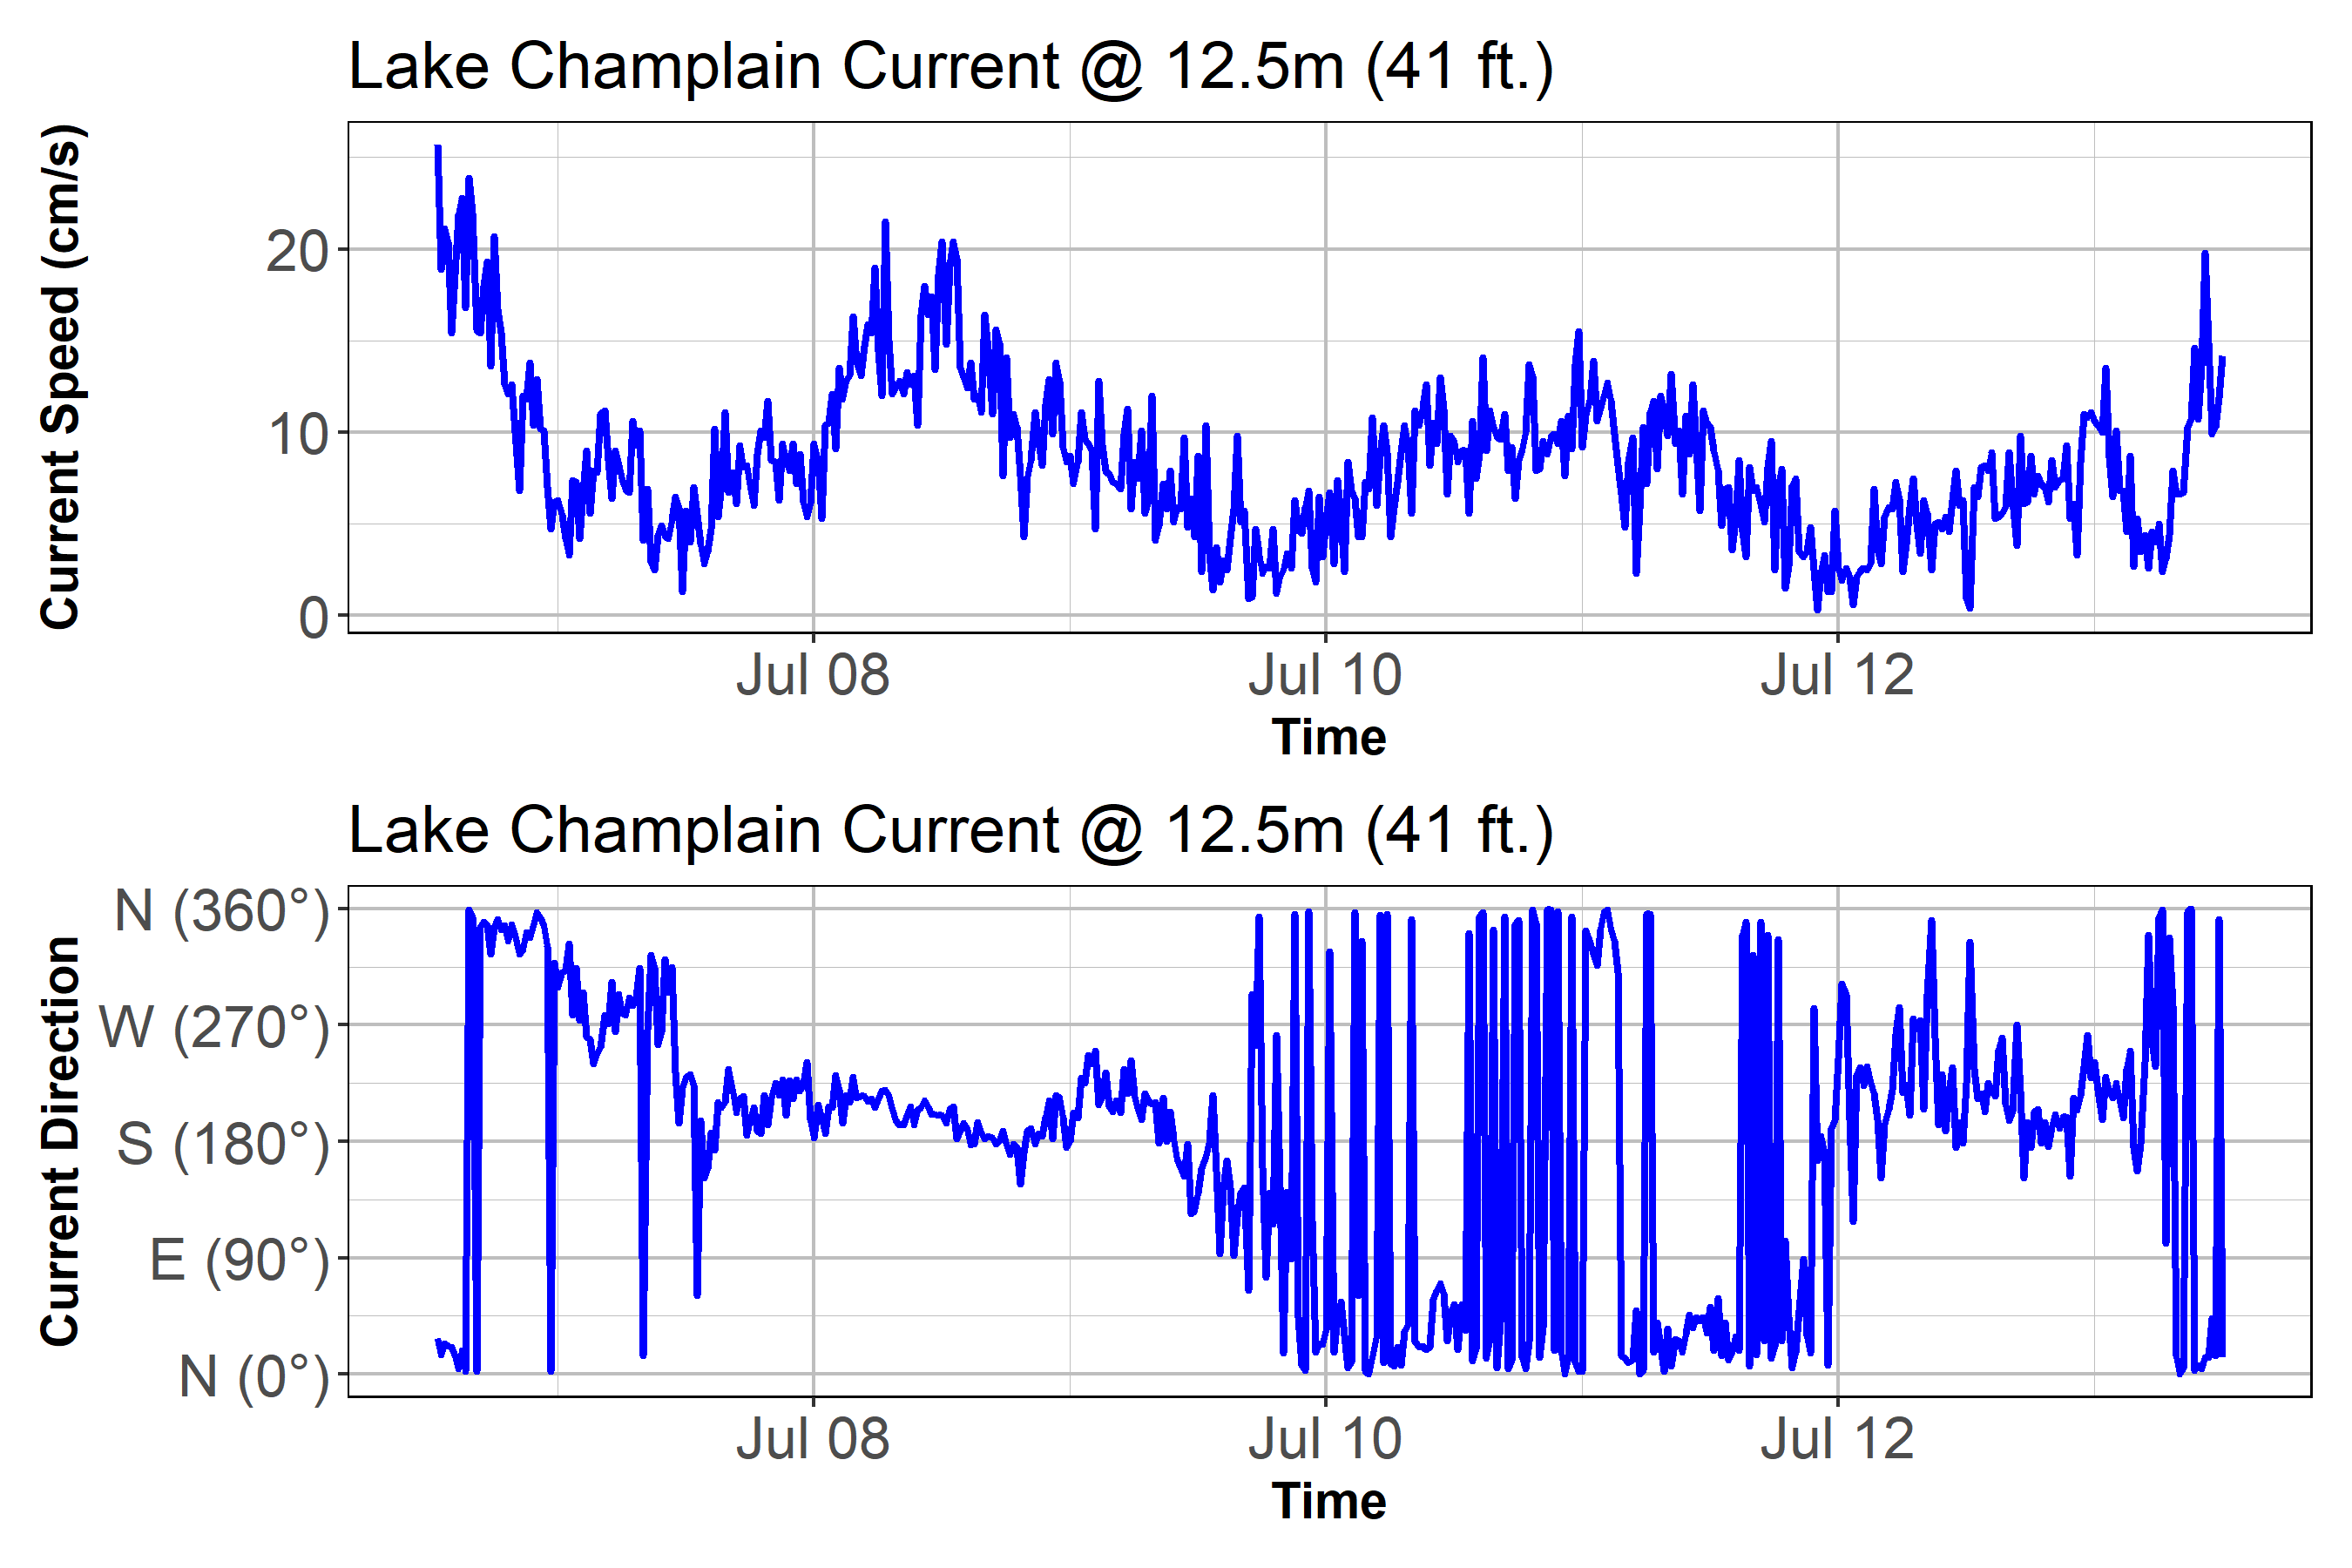 Lake Champlain Current @ 12.5m (41 ft.)
Current Speed (cm/s)
20
10
0
Jul 08 Jul 10 Jul 12
Time
Lake Champlain Current @ 12.5m (41 ft.)
Current Direction
N (360°)
W (270°)
S (180°)
E (90°)
N (0°)
Jul 08 Jul 10 Jul 12
Time